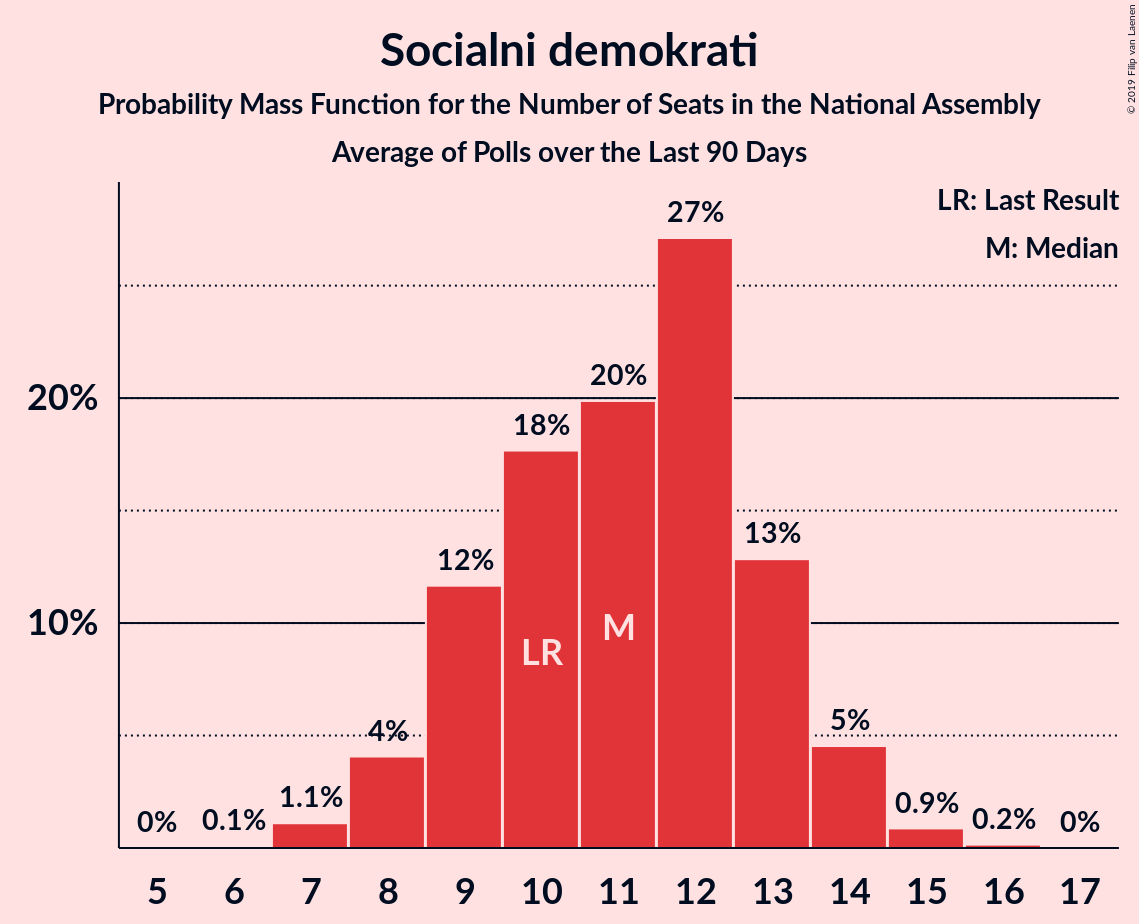 Socialni demokrati
Probability Mass Function for the Number of Seats in the National Assembly
Average of Polls over the Last 90 Days
© 2019 Filip van Laenen
LR: Last Result
M: Median
20%
10%
0%
0.1%
1.1%
4%
12%
18%
20%
27%
13%
5%
0.9%
0.2%
0%
LR
M
5 6 7 8 9 10 11 12 13 14 15 16 17